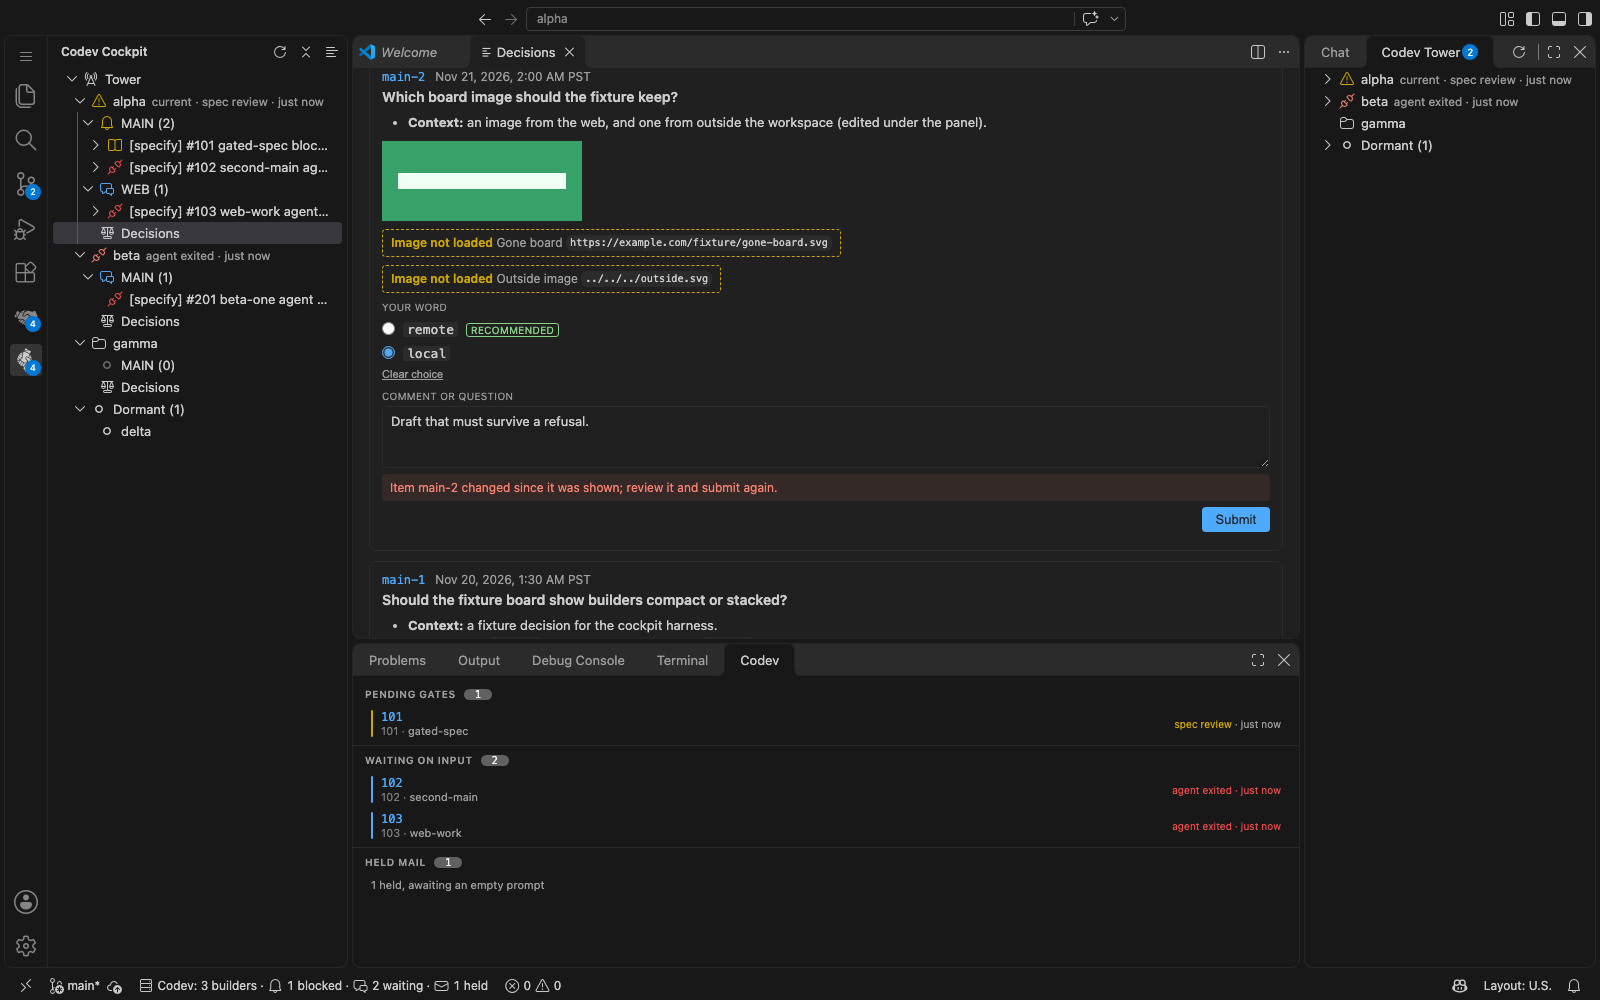 alpha
Codev Cockpit
Tower
alpha current · spec review · just now
MAIN (2)
[specify] #101 gated-spec bloc...
[specify] #102 second-main ag...
WEB (1)
[specify] #103 web-work agent...
Decisions
beta agent exited · just now
MAIN (1)
[specify] #201 beta-one agent ...
Decisions
gamma
MAIN (0)
Decisions
Dormant (1)
delta
2
4
4
Welcome
Decisions
main-2 Nov 21, 2026, 2:00 AM PST
Which board image should the fixture keep?
• Context: an image from the web, and one from outside the workspace (edited under the panel).
Image not loaded Gone board https://example.com/fixture/gone-board.svg
Image not loaded Outside image ../../../outside.svg
YOUR WORD
remote RECOMMENDED
local
Clear choice
COMMENT OR QUESTION
Draft that must survive a refusal.
Item main-2 changed since it was shown; review it and submit again.
Submit
main-1 Nov 20, 2026, 1:30 AM PST
Should the fixture board show builders compact or stacked?
• Context: a fixture decision for the cockpit harness.
Problems Output Debug Console Terminal Codev
PENDING GATES 1
101
101 · gated-spec
spec review · just now
WAITING ON INPUT 2
102
102 · second-main
agent exited · just now
103
103 · web-work
agent exited · just now
HELD MAIL 1
1 held, awaiting an empty prompt
Chat Codev Tower 2
alpha current · spec review · just now
beta agent exited · just now
gamma
Dormant (1)
main* Codev: 3 builders · 1 blocked · 2 waiting · 1 held 0 0
Layout: U.S.